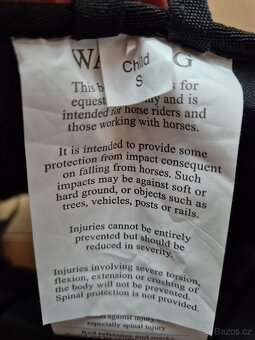 WA NG
Child
S
This b s for
equest ly and is
intended for horse riders and
those working with horses.
It is intended to provide some
protection from impact consequent
on falling from horses. Such
impacts may be against soft or
hard ground, or objects such as
trees, vehicles, posts or rails.
Injuries cannot be entirely
prevented but should be
reduced in severity.
Injuries involving severe torsion,
flexion, extension or crushing of
the body will not be prevented.
Spinal protection is not provided.
against injury
especially spinal injury
Bazos.cz